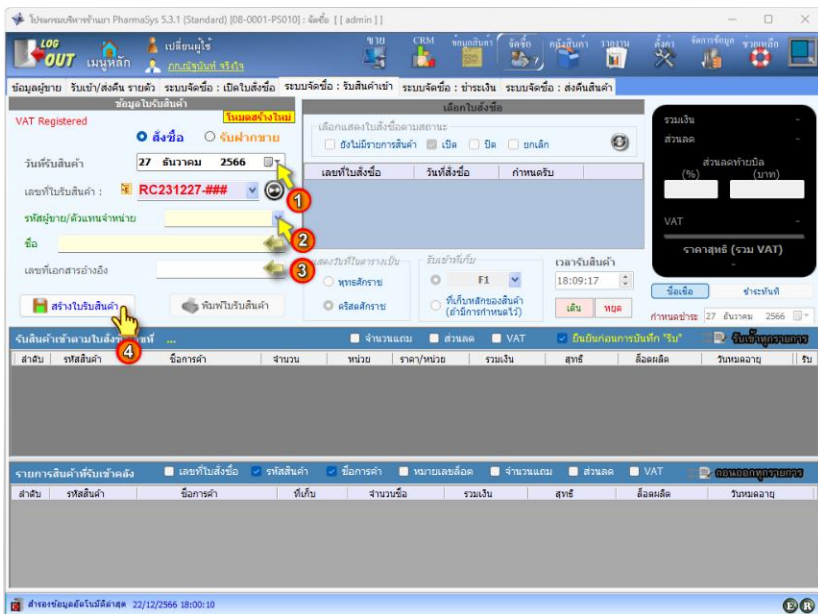 โปรแกรมบริหารร้านยา PharmaSys 5.3.1 (Standard) [08-0001-PS010] : จัดซื้อ [[ admin ]]
LOG OUT เมนูหลัก เปลี่ยนผู้ใช้ ขาย CRM ข้อมูลสินค้า จัดซื้อ คลังสินค้า รายงาน ตั้งค่า จัดการข้อมูล ช่วยเหลือ
ข้อมูลผู้ขาย รับเข้า/ส่งคืน รายตัว ระบบจัดซื้อ : เปิดใบสั่งซื้อ ระบบจัดซื้อ : รับสินค้าเข้า ระบบจัดซื้อ : ชำระเงิน ระบบจัดซื้อ : ส่งคืนสินค้า
ข้อมูลใบรับสินค้า
VAT Registered โหมดสร้างใหม่
สั่งซื้อ รับฝากขาย
วันที่รับสินค้า 27 ธันวาคม 2566
เลขที่ใบรับสินค้า : RC231227-###
1
รหัสผู้ขาย/ตัวแทนจำหน่าย
ชื่อ 2
เลขที่เอกสารอ้างอิง 3
สร้างใบรับสินค้า พิมพ์ใบรับสินค้า
4
เลือกใบสั่งซื้อ
เลือกแสดงใบสั่งซื้อตามสถานะ
ยังไม่มีรายการสินค้า เปิด ปิด ยกเลิก
เลขที่ใบสั่งซื้อ วันที่สั่งซื้อ กำหนดรับ
แสดงวันที่ในตารางเป็น รับเข้าที่เก็บ เวลารับสินค้า
พุทธศักราช F1 18:09:17
คริสตศักราช ที่เก็บหลักของสินค้า เดิน หยุด
(ถ้ามีการกำหนดไว้)
รวมเงิน -
ส่วนลด -
ส่วนลดท้ายบิล
(%) (บาท)
VAT -
ราคาสุทธิ (รวม VAT)
-
ซื้อเชื่อ ชำระทันที
กำหนดชำระ 27 ธันวาคม 2566
รับสินค้าเข้าตามใบสั่งซื้อเลขที่ ... จำนวนแถม ส่วนลด VAT ยืนยันก่อนการบันทึก "รับ" รับเข้าทุกรายการ
ลำดับ รหัสสินค้า ชื่อการค้า จำนวน หน่วย ราคา/หน่วย รวมเงิน สุทธิ ล็อตผลิต วันหมดอายุ รับ
รายการสินค้าที่รับเข้าคลัง เลขที่ใบสั่งซื้อ รหัสสินค้า ชื่อการค้า หมายเลขล็อต จำนวนแถม ส่วนลด VAT ถอนออกทุกรายการ
ลำดับ รหัสสินค้า ชื่อการค้า ที่เก็บ จำนวนซื้อ รวมเงิน สุทธิ ล็อตผลิต วันหมดอายุ
สำรองข้อมูลอัตโนมัติล่าสุด 22/12/2566 18:00:10 E R